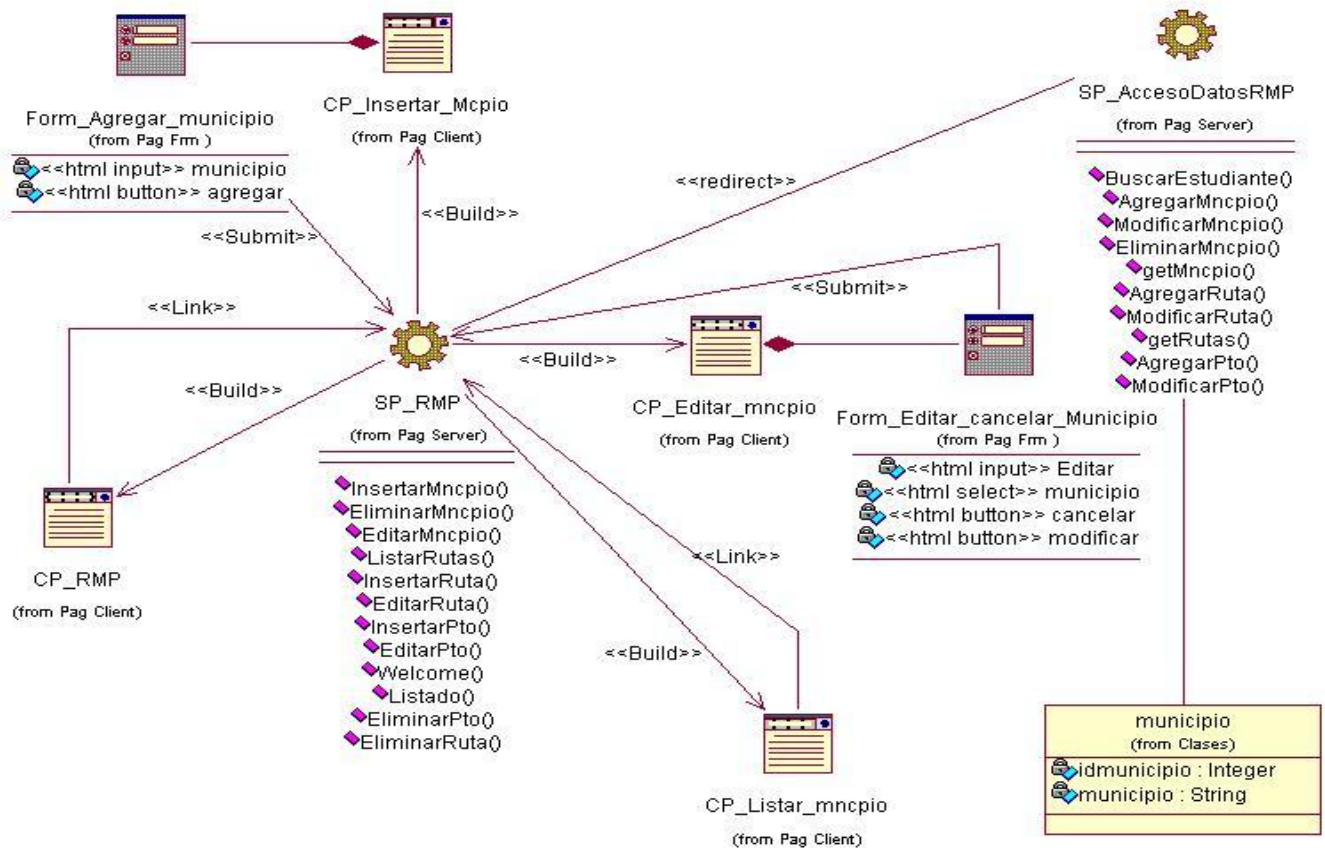 Form_Agregar_municipio
(from Pag Frm )
<<html input>> municipio
<<html button>> agregar
CP_Insertar_Mcpio
(from Pag Client)
SP_AccesoDatosRMP
(from Pag Server)
BuscarEstudiante()
AgregarMncpio()
ModificarMncpio()
EliminarMncpio()
getMncpio()
AgregarRuta()
ModificarRuta()
getRutas()
AgregarPto()
ModificarPto()
<<redirect>>
<<Build>>
<<Submit>>
<<Link>>
<<Submit>>
<<Build>>
<<Build>>
SP_RMP
(from Pag Server)
InsertarMncpio()
EliminarMncpio()
EditarMncpio()
ListarRutas()
InsertarRuta()
EditarRuta()
InsertarPto()
EditarPto()
Welcome()
Listado()
EliminarPto()
EliminarRuta()
CP_Editar_mncpio
(from Pag Client)
Form_Editar_cancelar_Municipio
(from Pag Frm )
<<html input>> Editar
<<html select>> municipio
<<html button>> cancelar
<<html button>> modificar
CP_RMP
(from Pag Client)
<<Link>>
<<Build>>
CP_Listar_mncpio
(from Pag Client)
municipio
(from Clases)
idmunicipio : Integer
municipio : String